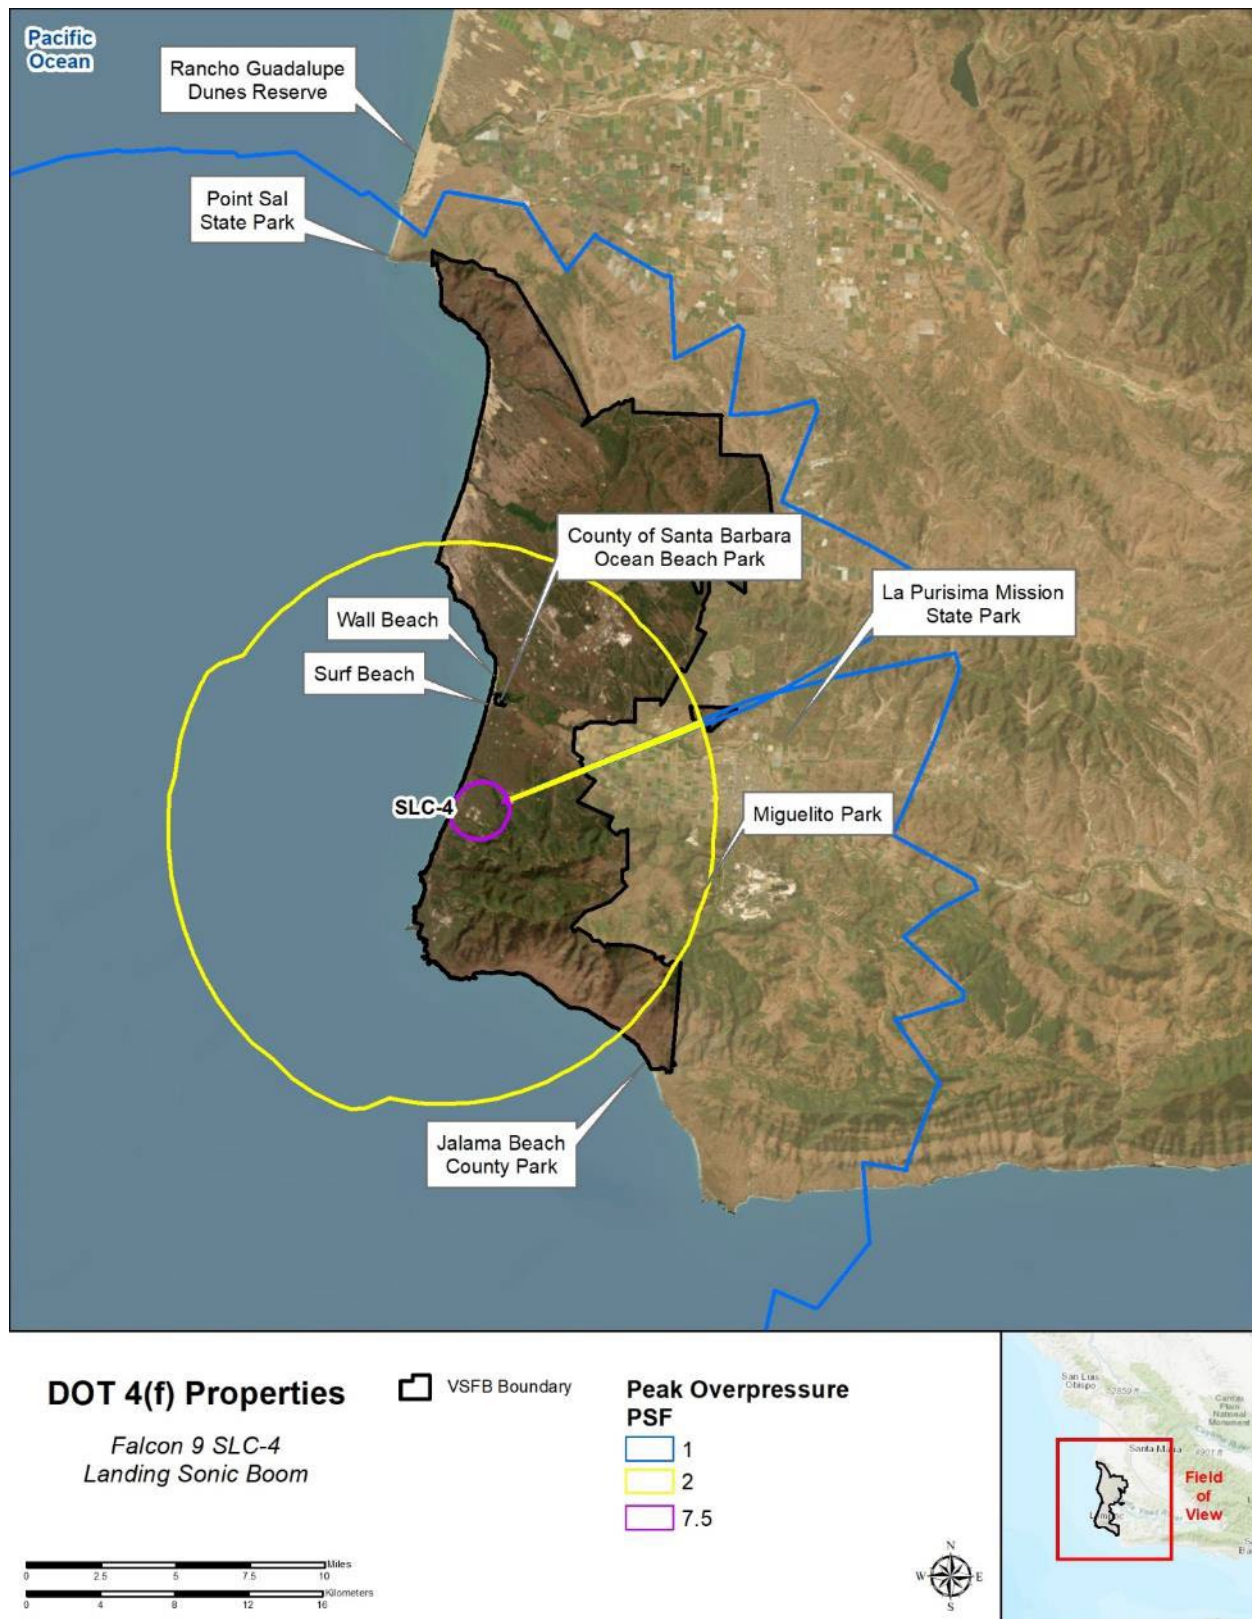 Pacific
Ocean
Rancho Guadalupe
Dunes Reserve
Point Sal
State Park
County of Santa Barbara
Ocean Beach Park
La Purisima Mission
State Park
Wall Beach
Surf Beach
SLC-4
Miguelito Park
Jalama Beach
County Park
DOT 4(f) Properties
Falcon 9 SLC-4
Landing Sonic Boom
VSFB Boundary
Peak Overpressure
PSF
1
2
7.5
Miles
0 2.5 5 7.5 10
Kilometers
0 4 8 12 16
N
W E
S
San Luis
Obispo
Santa Maria
Field
of
View